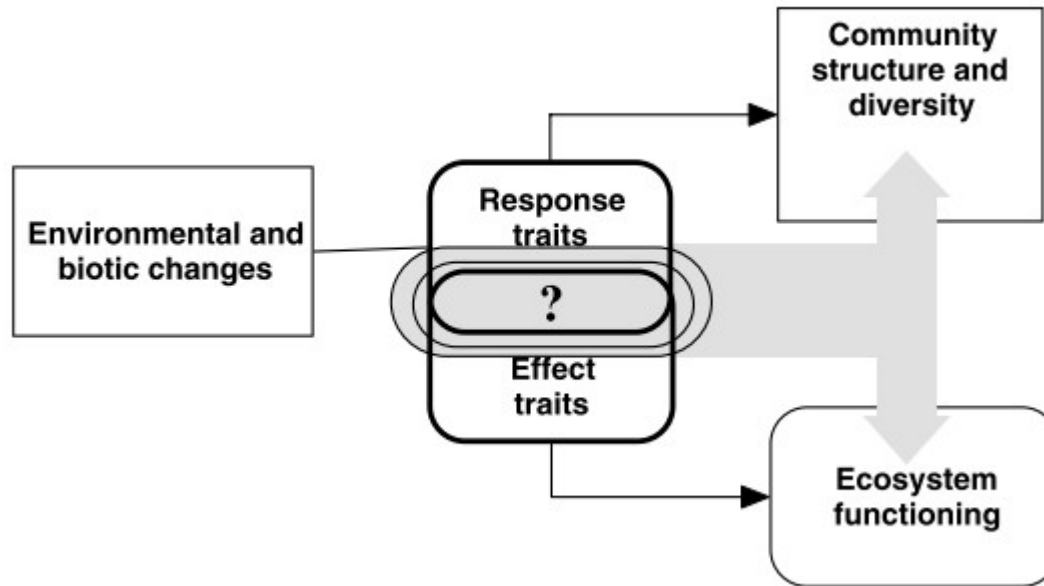 Community
structure and
diversity
Environmental and
biotic changes
Response
traits
?
Effect
traits
Ecosystem
functioning